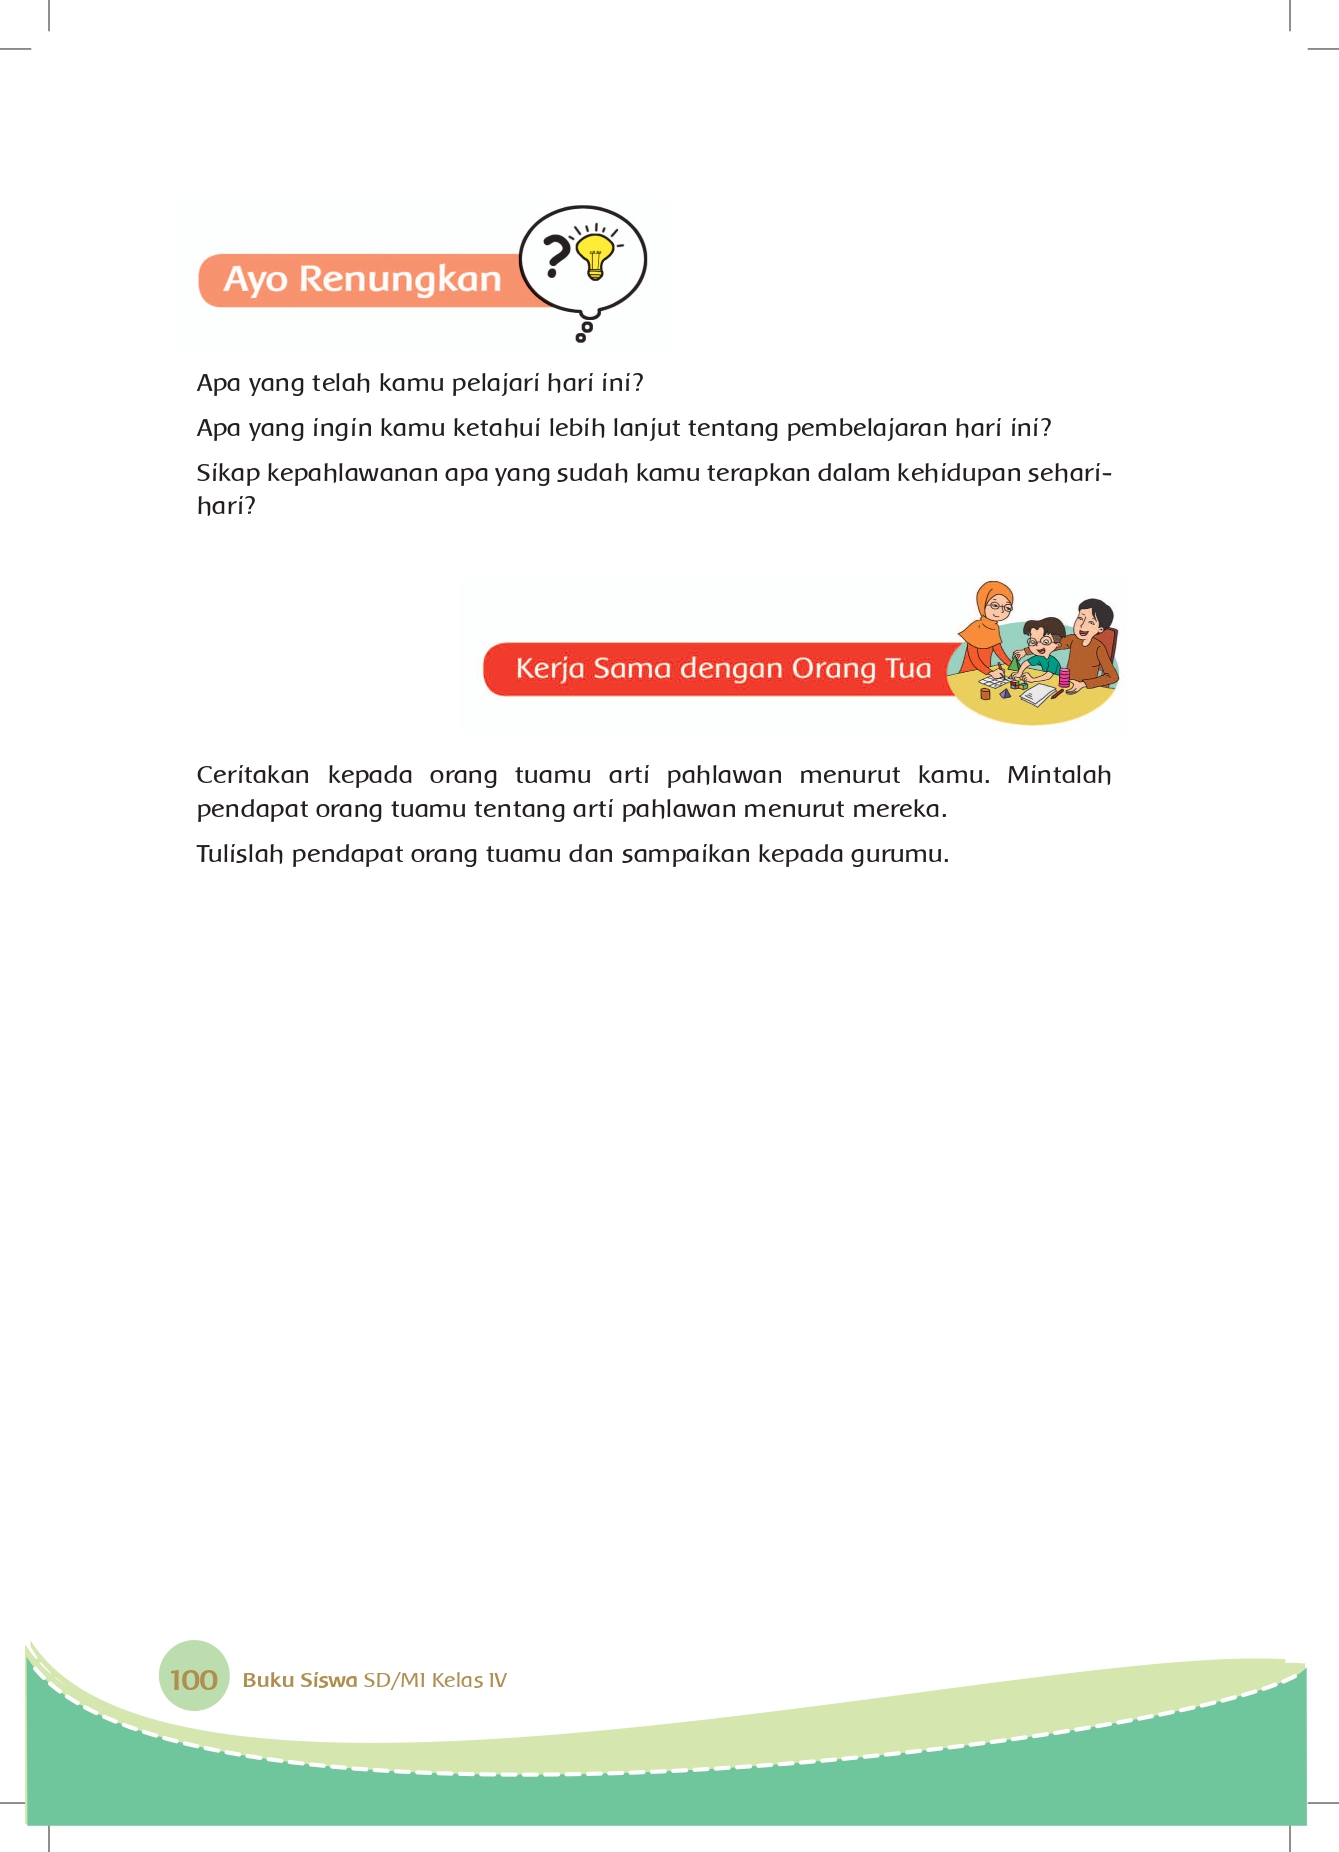 Ayo Renungkan
?
Apa yang telah kamu pelajari hari ini?
Apa yang ingin kamu ketahui lebih lanjut tentang pembelajaran hari ini?
Sikap kepahlawanan apa yang sudah kamu terapkan dalam kehidupan sehari-
hari?
Kerja Sama dengan Orang Tua
Ceritakan kepada orang tuamu arti pahlawan menurut kamu. Mintalah
pendapat orang tuamu tentang arti pahlawan menurut mereka.
Tulislah pendapat orang tuamu dan sampaikan kepada gurumu.
100 Buku Siswa SD/MI Kelas IV